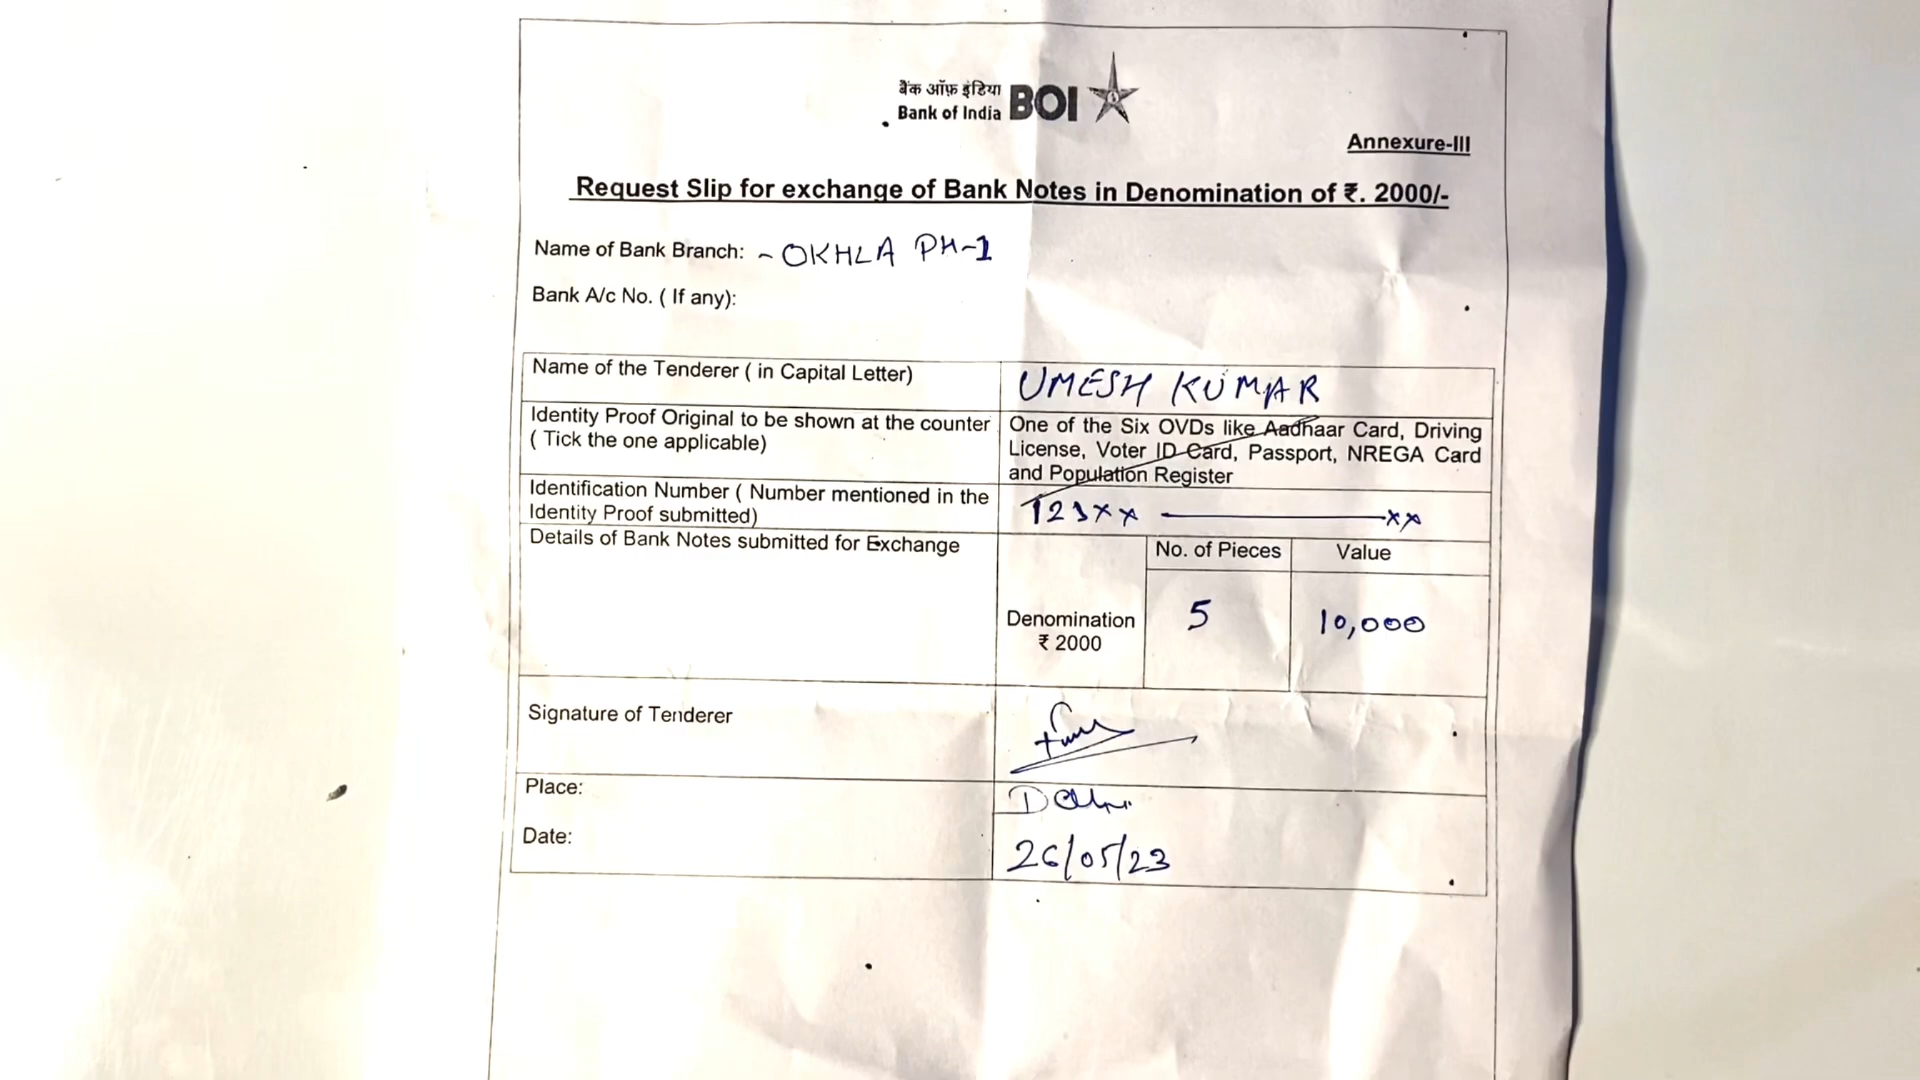 बैंक ऑफ़ इंडिया
Bank of India BOI
Annexure-III
Request Slip for exchange of Bank Notes in Denomination of ₹. 2000/-
Name of Bank Branch: - OKHLA PH-1
Bank A/c No. ( If any):
Name of the Tenderer ( in Capital Letter) UMESH KUMAR
Identity Proof Original to be shown at the counter
( Tick the one applicable)
One of the Six OVDs like Aadhaar Card, Driving
License, Voter ID Card, Passport, NREGA Card
and Population Register
Identification Number ( Number mentioned in the
Identity Proof submitted)
123xx ———— xx
Details of Bank Notes submitted for Exchange
No. of Pieces Value
Denomination
₹ 2000
5 10,000
Signature of Tenderer
Place: Delhi
Date: 26/05/23